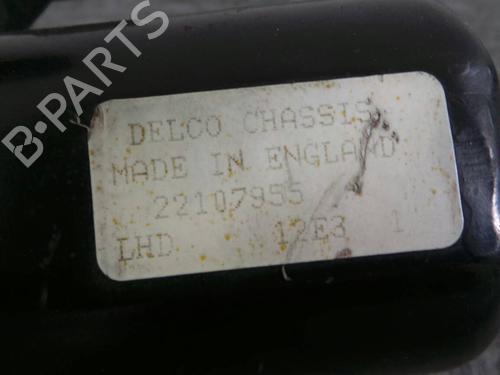 B-PARTS
DELCO CHASSIS
MADE IN ENGLAND
22107955
LHD 12E3 1